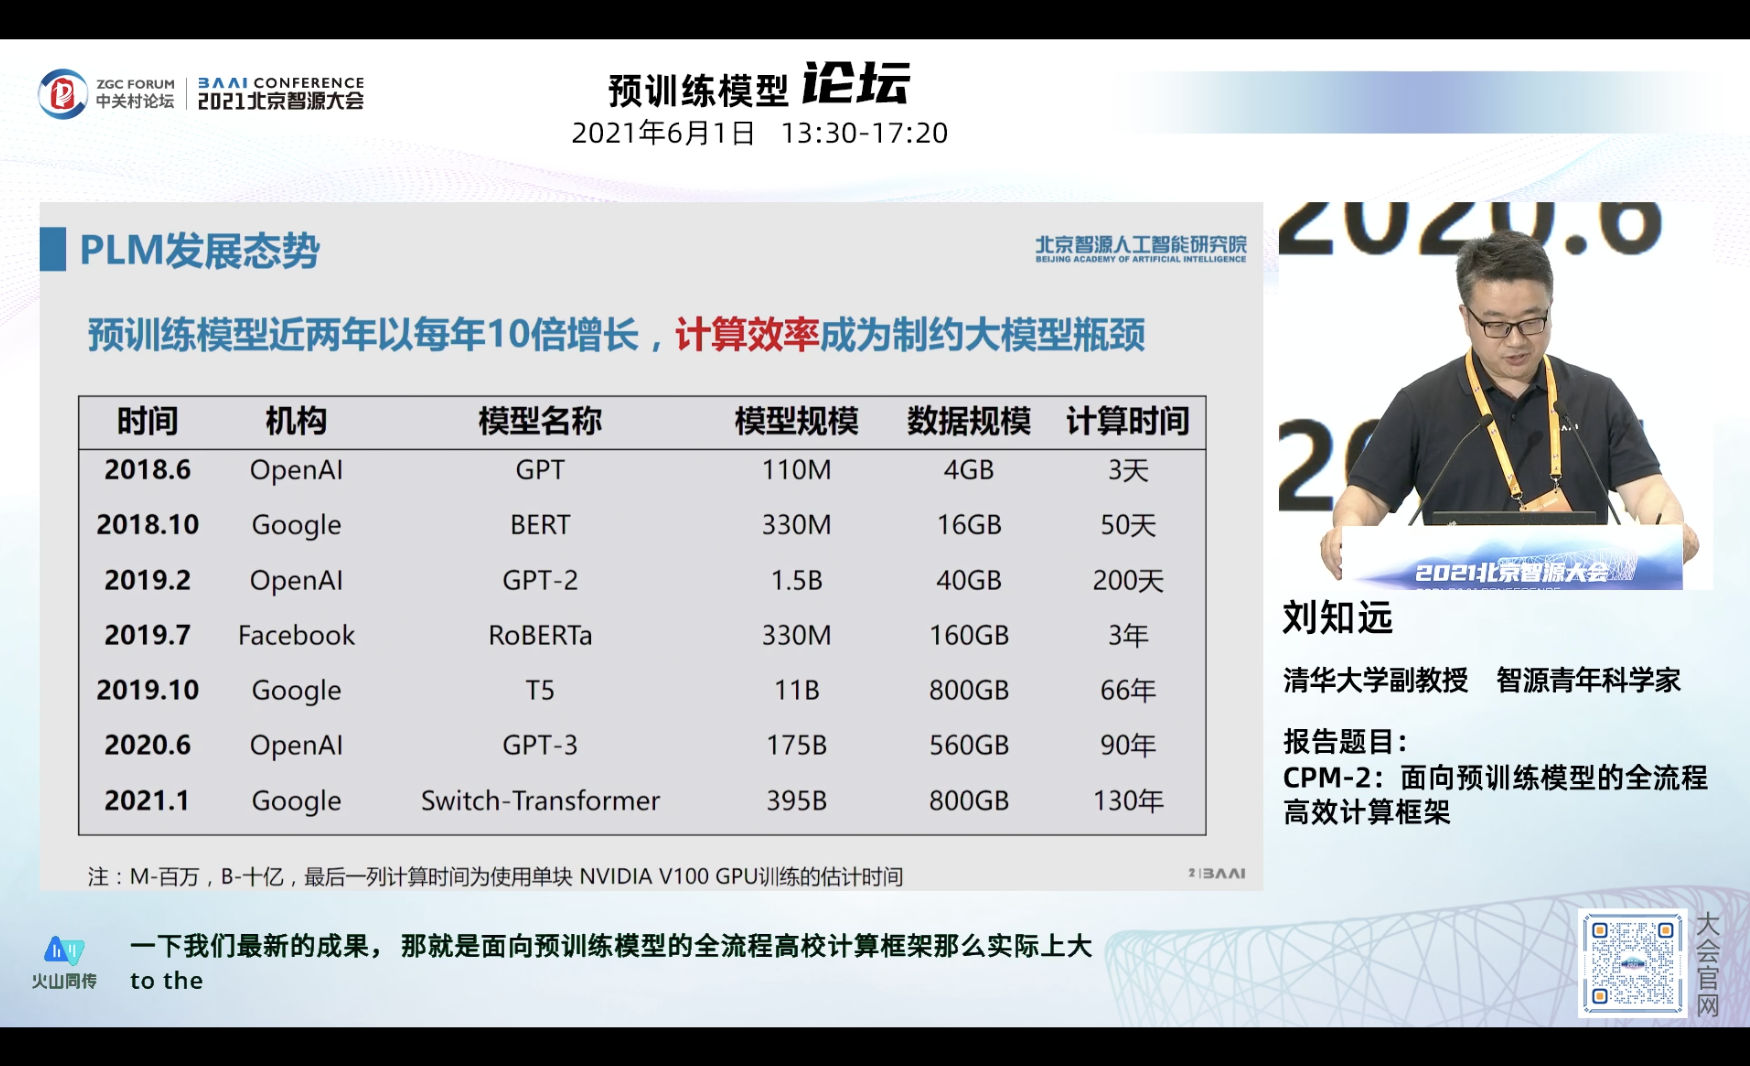 ZGC FORUM
中关村论坛
BAAI CONFERENCE
2021北京智源大会
预训练模型 论坛
2021年6月1日 13:30-17:20
PLM发展态势
北京智源人工智能研究院
BEIJING ACADEMY OF ARTIFICIAL INTELLIGENCE
预训练模型近两年以每年10倍增长，计算效率成为制约大模型瓶颈
时间 机构 模型名称 模型规模 数据规模 计算时间
2018.6 OpenAI GPT 110M 4GB 3天
2018.10 Google BERT 330M 16GB 50天
2019.2 OpenAI GPT-2 1.5B 40GB 200天
2019.7 Facebook RoBERTa 330M 160GB 3年
2019.10 Google T5 11B 800GB 66年
2020.6 OpenAI GPT-3 175B 560GB 90年
2021.1 Google Switch-Transformer 395B 800GB 130年
注：M-百万，B-十亿，最后一列计算时间为使用单块 NVIDIA V100 GPU训练的估计时间
2 BAAI
2020.6
2021北京智源大会
刘知远
清华大学副教授 智源青年科学家
报告题目：
CPM-2：面向预训练模型的全流程
高效计算框架
火山同传
一下我们最新的成果， 那就是面向预训练模型的全流程高校计算框架那么实际上大
to the
大会官网